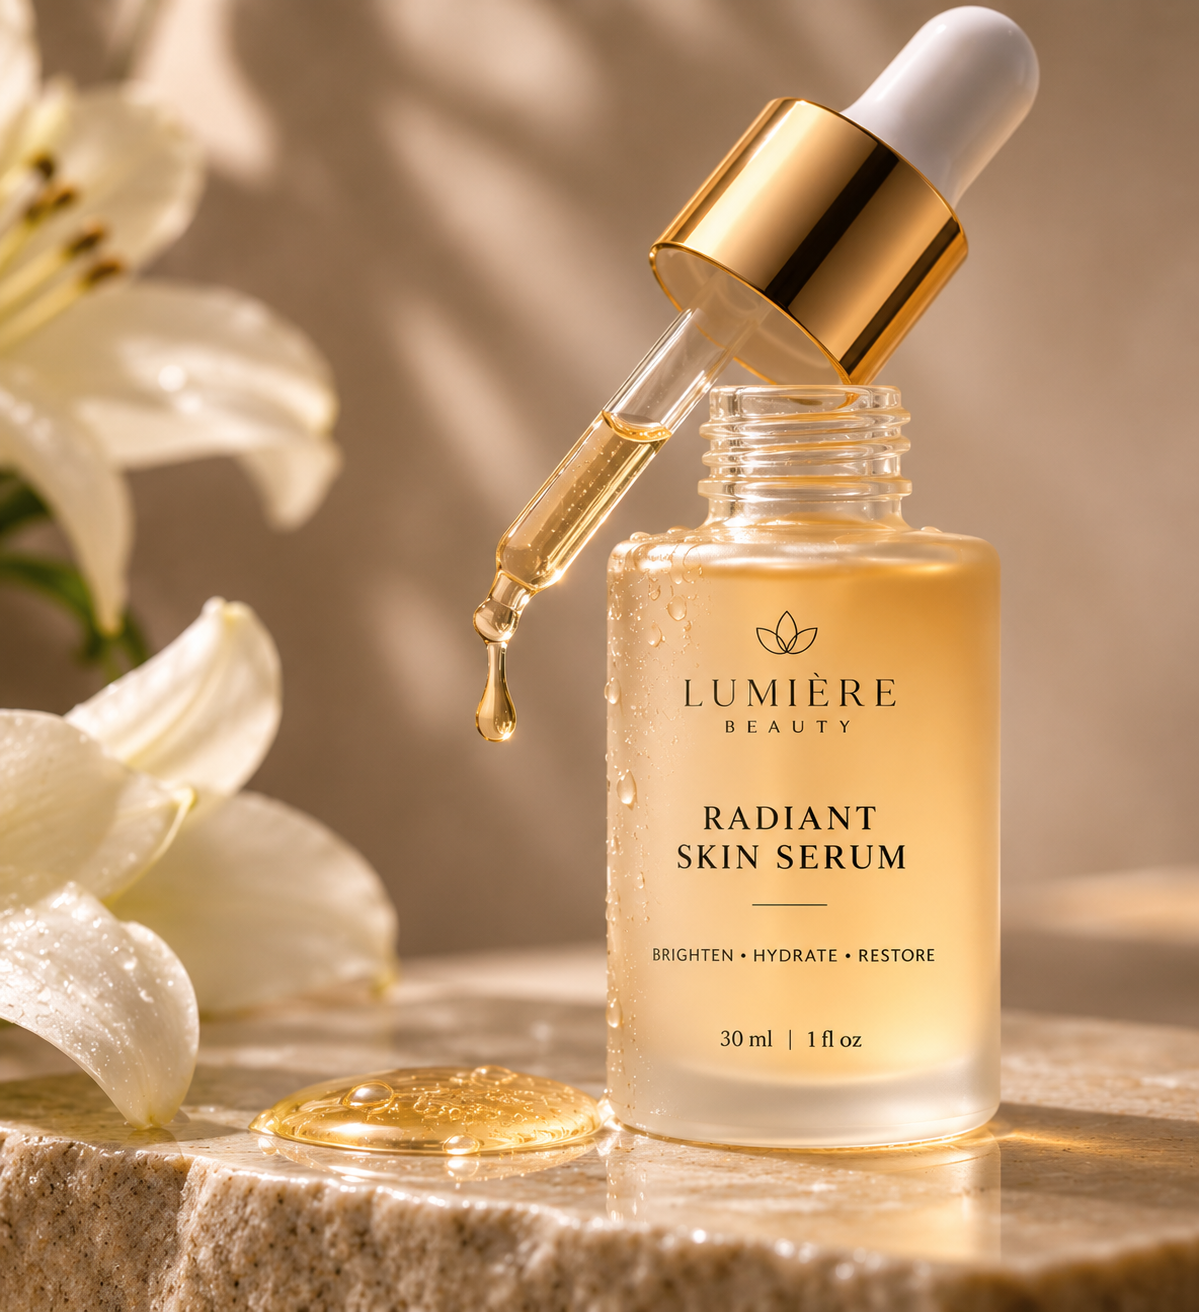 LUMIÈRE
BEAUTY
RADIANT
SKIN SERUM
BRIGHTEN • HYDRATE • RESTORE
30 ml | 1 fl oz